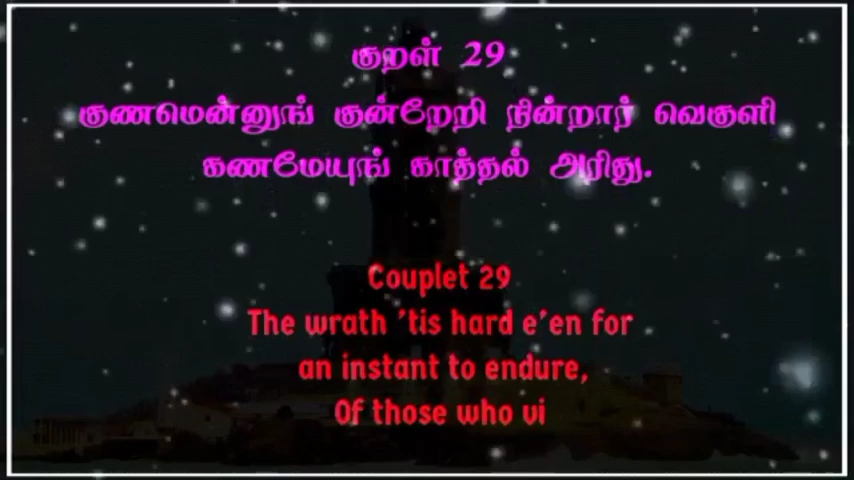 குறள் 29
குணமென்னுங் குன்றேறி நின்றார் வெகுளி
கணமேயுங் காத்தல் அரிது.
Couplet 29
The wrath 'tis hard e'en for
an instant to endure,
Of those who vi